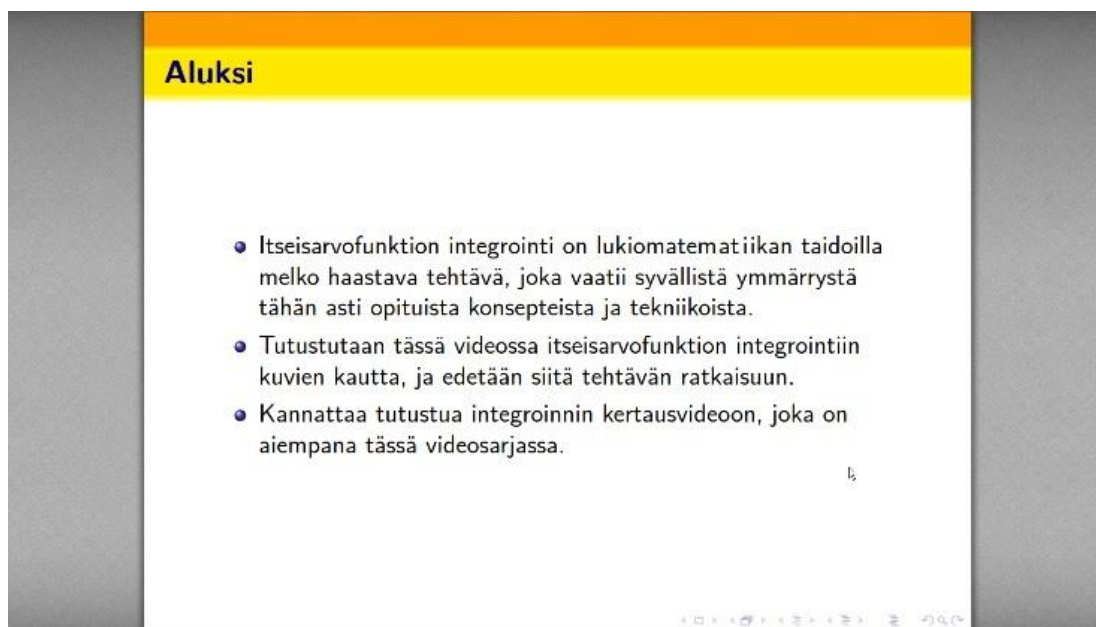 Aluksi
Itseisarvofunktion integrointi on lukiomatematiikan taidoilla
melko haastava tehtävä, joka vaatii syvällistä ymmärrystä
tähän asti opituista konsepteista ja tekniikoista.
Tutustutaan tässä videossa itseisarvofunktion integrointiin
kuvien kautta, ja edetään siitä tehtävän ratkaisuun.
Kannattaa tutustua integroinnin kertausvideoon, joka on
aiempana tässä videosarjassa.